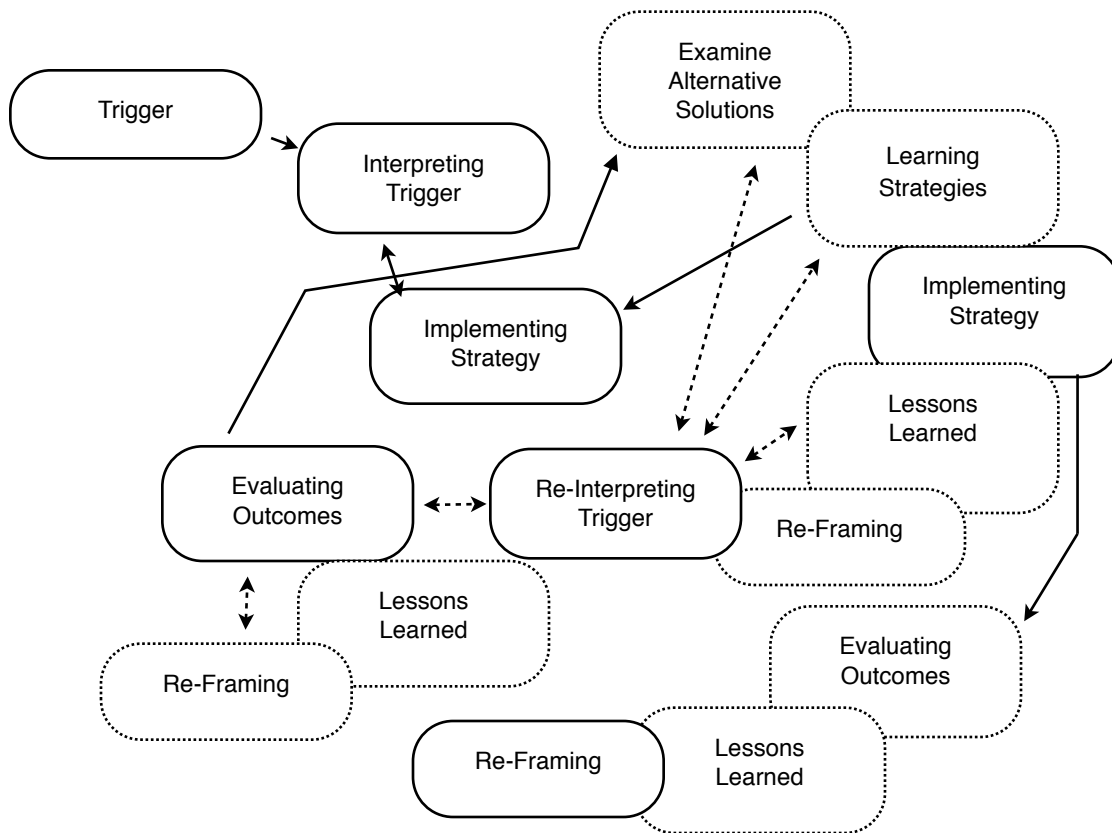 Examine
Alternative
Solutions
Trigger
Interpreting
Trigger
Learning
Strategies
Implementing
Strategy
Implementing
Strategy
Lessons
Learned
Evaluating
Outcomes
Re-Interpreting
Trigger
Re-Framing
Lessons
Learned
Re-Framing
Evaluating
Outcomes
Re-Framing
Lessons
Learned